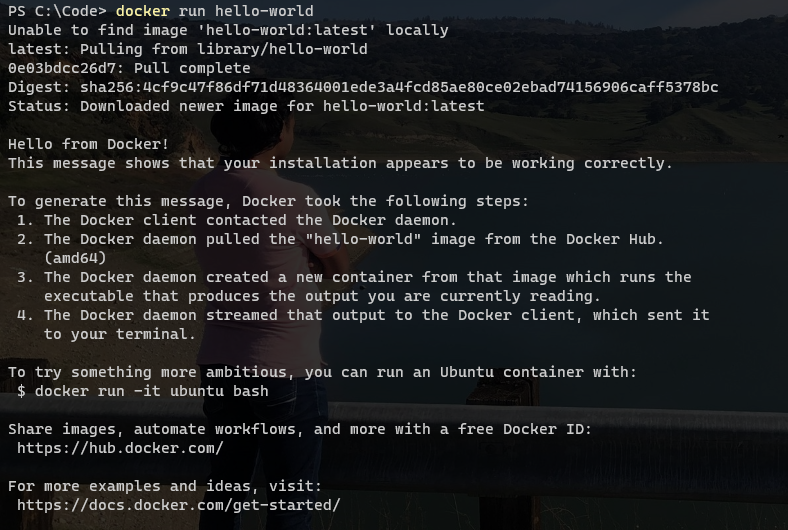 PS C:\Code> docker run hello-world
Unable to find image 'hello-world:latest' locally
latest: Pulling from library/hello-world
0e03bdcc26d7: Pull complete
Digest: sha256:4cf9c47f86df71d48364001ede3a4fcd85ae80ce02ebad74156906caff5378bc
Status: Downloaded newer image for hello-world:latest

Hello from Docker!
This message shows that your installation appears to be working correctly.

To generate this message, Docker took the following steps:
 1. The Docker client contacted the Docker daemon.
 2. The Docker daemon pulled the "hello-world" image from the Docker Hub.
    (amd64)
 3. The Docker daemon created a new container from that image which runs the
    executable that produces the output you are currently reading.
 4. The Docker daemon streamed that output to the Docker client, which sent it
    to your terminal.

To try something more ambitious, you can run an Ubuntu container with:
 $ docker run -it ubuntu bash

Share images, automate workflows, and more with a free Docker ID:
 https://hub.docker.com/

For more examples and ideas, visit:
 https://docs.docker.com/get-started/